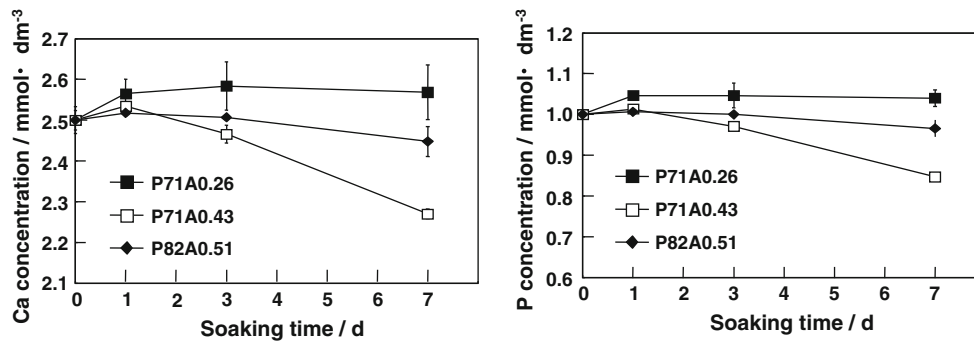 Ca concentration / mmol· dm-3
2.7
2.6
2.5
2.4
2.3
2.2
2.1
P71A0.26
P71A0.43
P82A0.51
0 1 2 3 4 5 6 7
Soaking time / d
P concentration / mmol· dm-3
1.2
1.1
1.0
0.9
0.8
0.7
0.6
P71A0.26
P71A0.43
P82A0.51
0 1 2 3 4 5 6 7
Soaking time / d